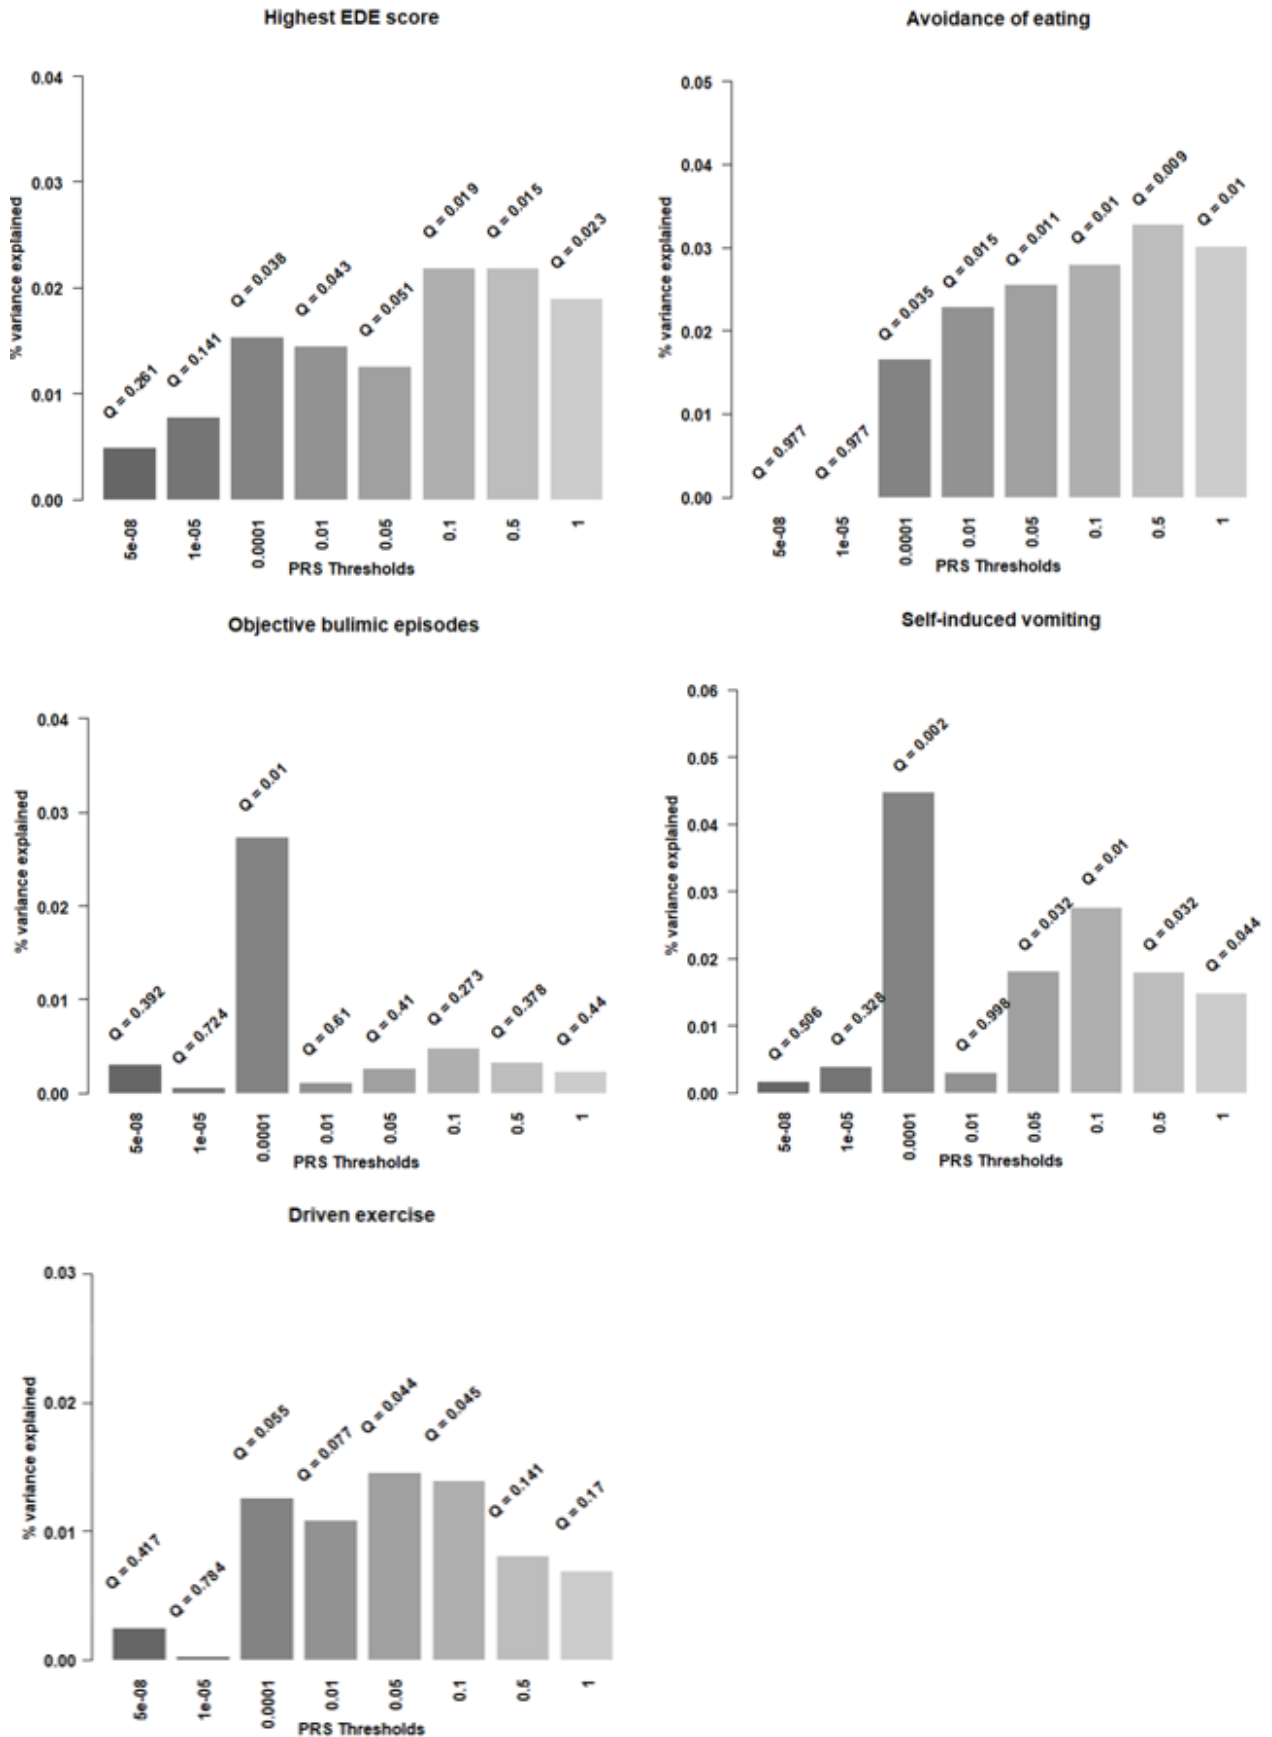 Highest EDE score
% variance explained
0.04
0.03
0.02
0.01
0.00
Q = 0.261
Q = 0.141
Q = 0.038
Q = 0.043
Q = 0.051
Q = 0.019
Q = 0.015
Q = 0.023
5e-08
1e-05
0.0001
0.01
0.05
0.1
0.5
1
PRS Thresholds
Avoidance of eating
% variance explained
0.05
0.04
0.03
0.02
0.01
0.00
Q = 0.977
Q = 0.977
Q = 0.035
Q = 0.015
Q = 0.011
Q = 0.01
Q = 0.009
Q = 0.01
5e-08
1e-05
0.0001
0.01
0.05
0.1
0.5
1
PRS Thresholds
Objective bulimic episodes
% variance explained
0.04
0.03
0.02
0.01
0.00
Q = 0.392
Q = 0.724
Q = 0.01
Q = 0.61
Q = 0.41
Q = 0.273
Q = 0.378
Q = 0.44
5e-08
1e-05
0.0001
0.01
0.05
0.1
0.5
1
PRS Thresholds
Self-induced vomiting
% variance explained
0.06
0.05
0.04
0.03
0.02
0.01
0.00
Q = 0.506
Q = 0.328
Q = 0.002
Q = 0.998
Q = 0.032
Q = 0.01
Q = 0.032
Q = 0.044
5e-08
1e-05
0.0001
0.01
0.05
0.1
0.5
1
PRS Thresholds
Driven exercise
% variance explained
0.03
0.02
0.01
0.00
Q = 0.417
Q = 0.784
Q = 0.055
Q = 0.077
Q = 0.044
Q = 0.045
Q = 0.141
Q = 0.17
5e-08
1e-05
0.0001
0.01
0.05
0.1
0.5
1
PRS Thresholds